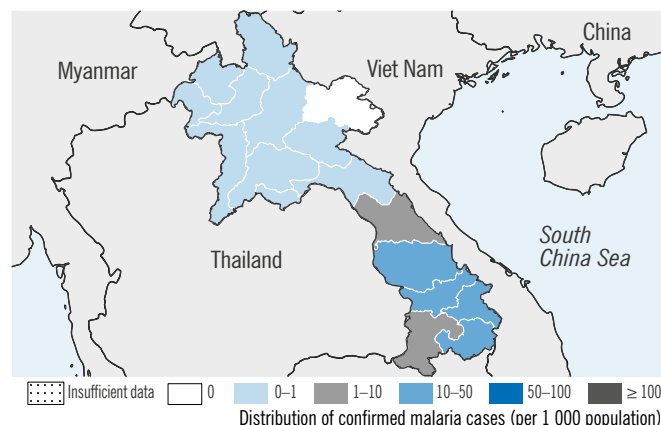 China
Myanmar
Viet Nam
Thailand
South
China Sea
Insufficient data 0 0–1 1–10 10–50 50–100 ≥ 100
Distribution of confirmed malaria cases (per 1 000 population)